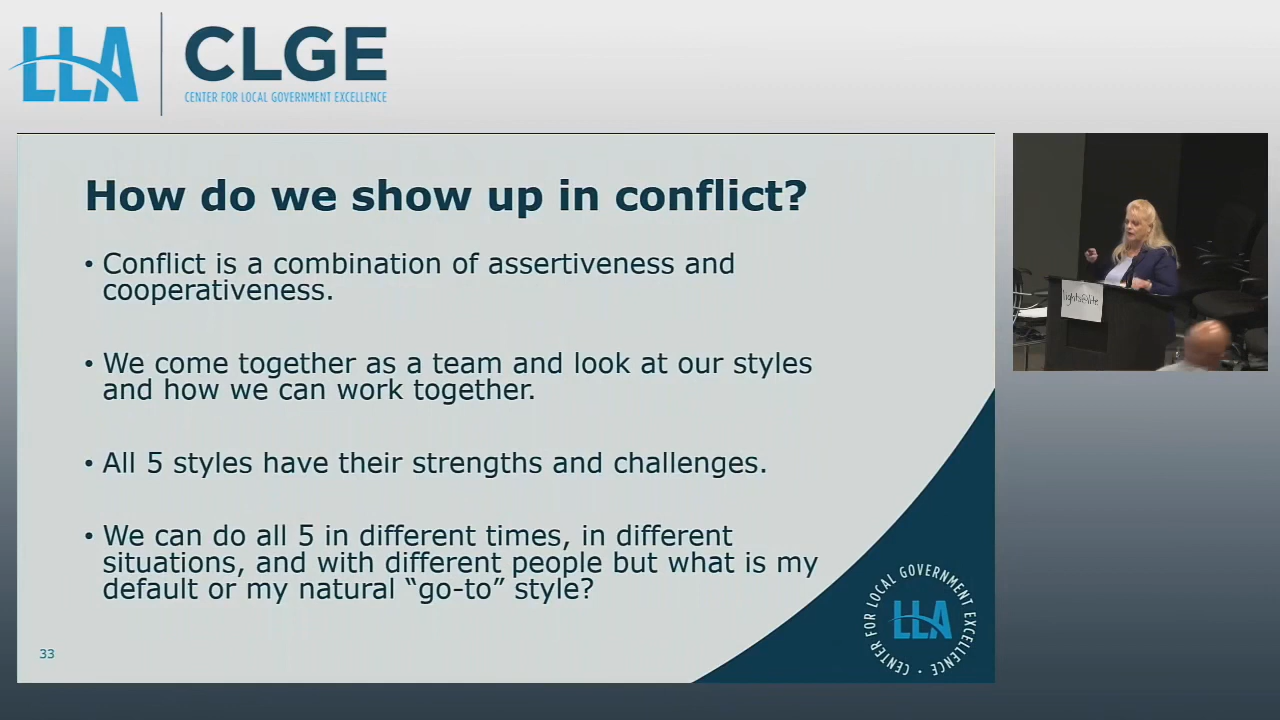 LLA
CLGE
CENTER FOR LOCAL GOVERNMENT EXCELLENCE
How do we show up in conflict?
• Conflict is a combination of assertiveness and
cooperativeness.
• We come together as a team and look at our styles
and how we can work together.
• All 5 styles have their strengths and challenges.
• We can do all 5 in different times, in different
situations, and with different people but what is my
default or my natural “go-to” style?
33
CENTER FOR LOCAL GOVERNMENT EXCELLENCE
LLA